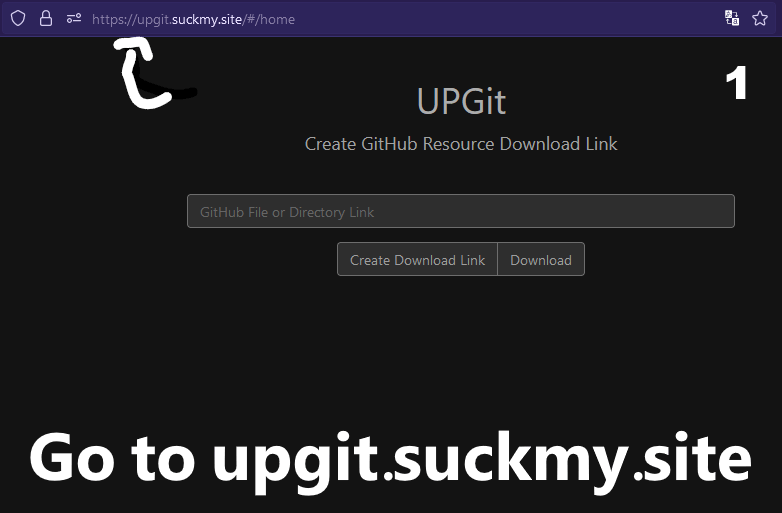 https://upgit.suckmy.site/#/home
1
UPGit
Create GitHub Resource Download Link
GitHub File or Directory Link
Create Download Link Download
Go to upgit.suckmy.site